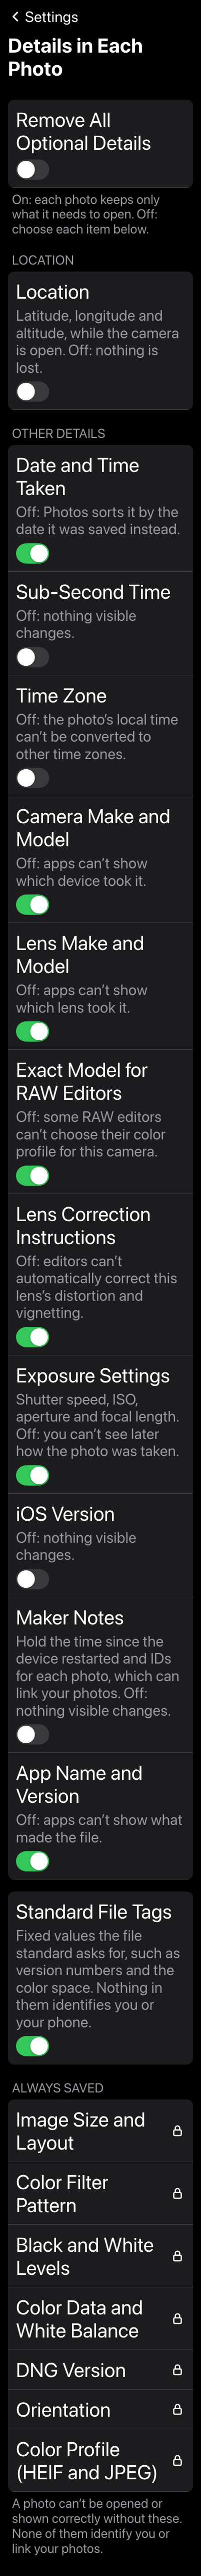 Settings
Details in Each
Photo
Remove All
Optional Details
On: each photo keeps only
what it needs to open. Off:
choose each item below.
LOCATION
Location
Latitude, longitude and
altitude, while the camera
is open. Off: nothing is
lost.
OTHER DETAILS
Date and Time
Taken
Off: Photos sorts it by the
date it was saved instead.
Sub-Second Time
Off: nothing visible
changes.
Time Zone
Off: the photo’s local time
can’t be converted to
other time zones.
Camera Make and
Model
Off: apps can’t show
which device took it.
Lens Make and
Model
Off: apps can’t show
which lens took it.
Exact Model for
RAW Editors
Off: some RAW editors
can’t choose their color
profile for this camera.
Lens Correction
Instructions
Off: editors can’t
automatically correct this
lens’s distortion and
vignetting.
Exposure Settings
Shutter speed, ISO,
aperture and focal length.
Off: you can’t see later
how the photo was taken.
iOS Version
Off: nothing visible
changes.
Maker Notes
Hold the time since the
device restarted and IDs
for each photo, which can
link your photos. Off:
nothing visible changes.
App Name and
Version
Off: apps can’t show what
made the file.
Standard File Tags
Fixed values the file
standard asks for, such as
version numbers and the
color space. Nothing in
them identifies you or
your phone.
ALWAYS SAVED
Image Size and
Layout
Color Filter
Pattern
Black and White
Levels
Color Data and
White Balance
DNG Version
Orientation
Color Profile
(HEIF and JPEG)
A photo can’t be opened or
shown correctly without these.
None of them identify you or
link your photos.